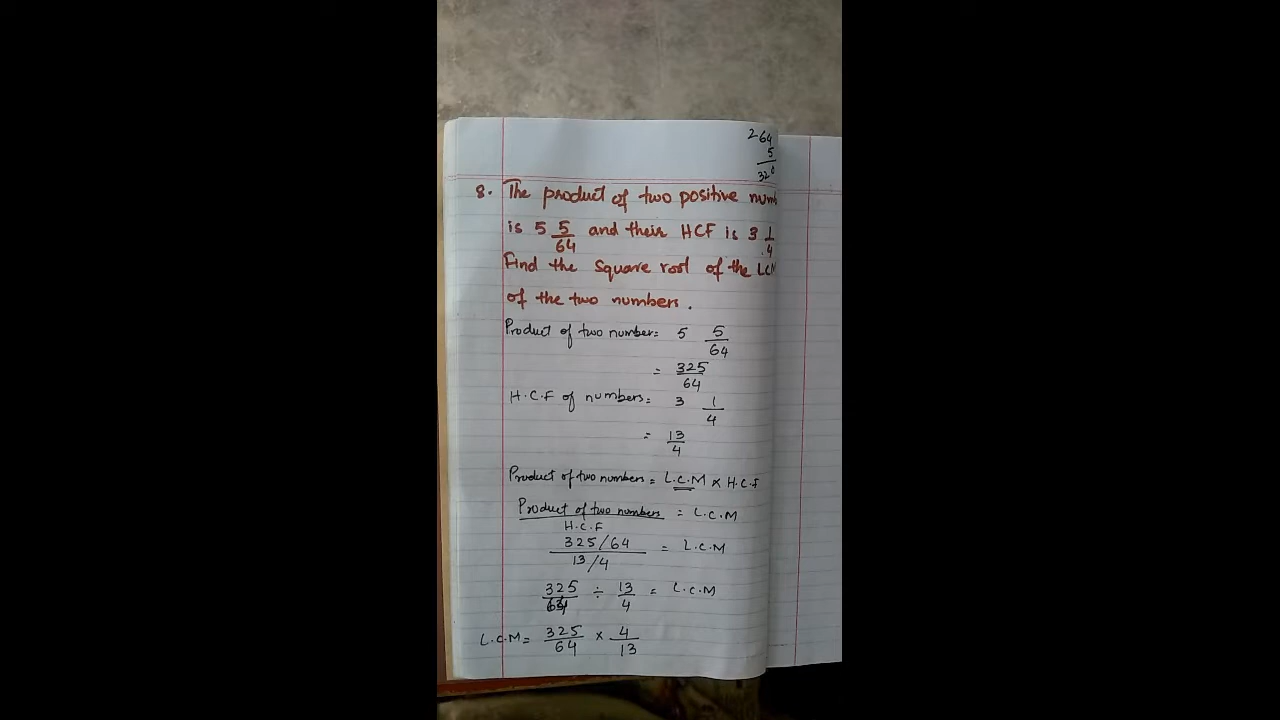 264
5
320
8. The product of two positive numb
is 5 5/64 and their HCF is 3 1/4
Find the square root of the LCM
of the two numbers.
Product of two number= 5 5/64
= 325/64
H.C.F of numbers= 3 1/4
= 13/4
Product of two numbers = L.C.M × H.C.F
Product of two numbers = L.C.M
H.C.F
325/64 = L.C.M
13/4
325/64 ÷ 13/4 = L.C.M
L.C.M= 325/64 × 4/13